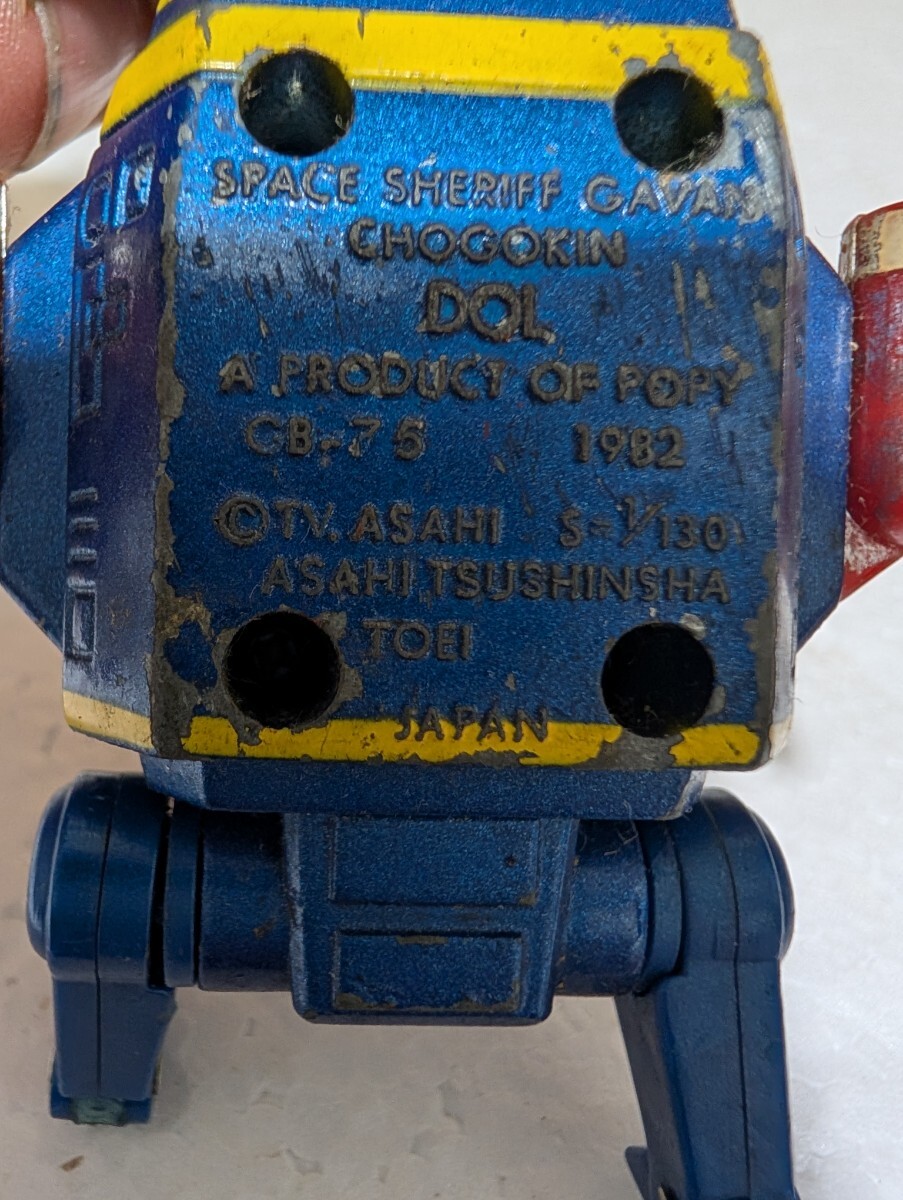 SPACE SHERIFF GAVAN
CHOGOKIN
DOL
A PRODUCT OF POPY
CB-75 1982
©TV. ASAHI S=1/130
ASAHI TSUSHINSHA
TOEI
JAPAN